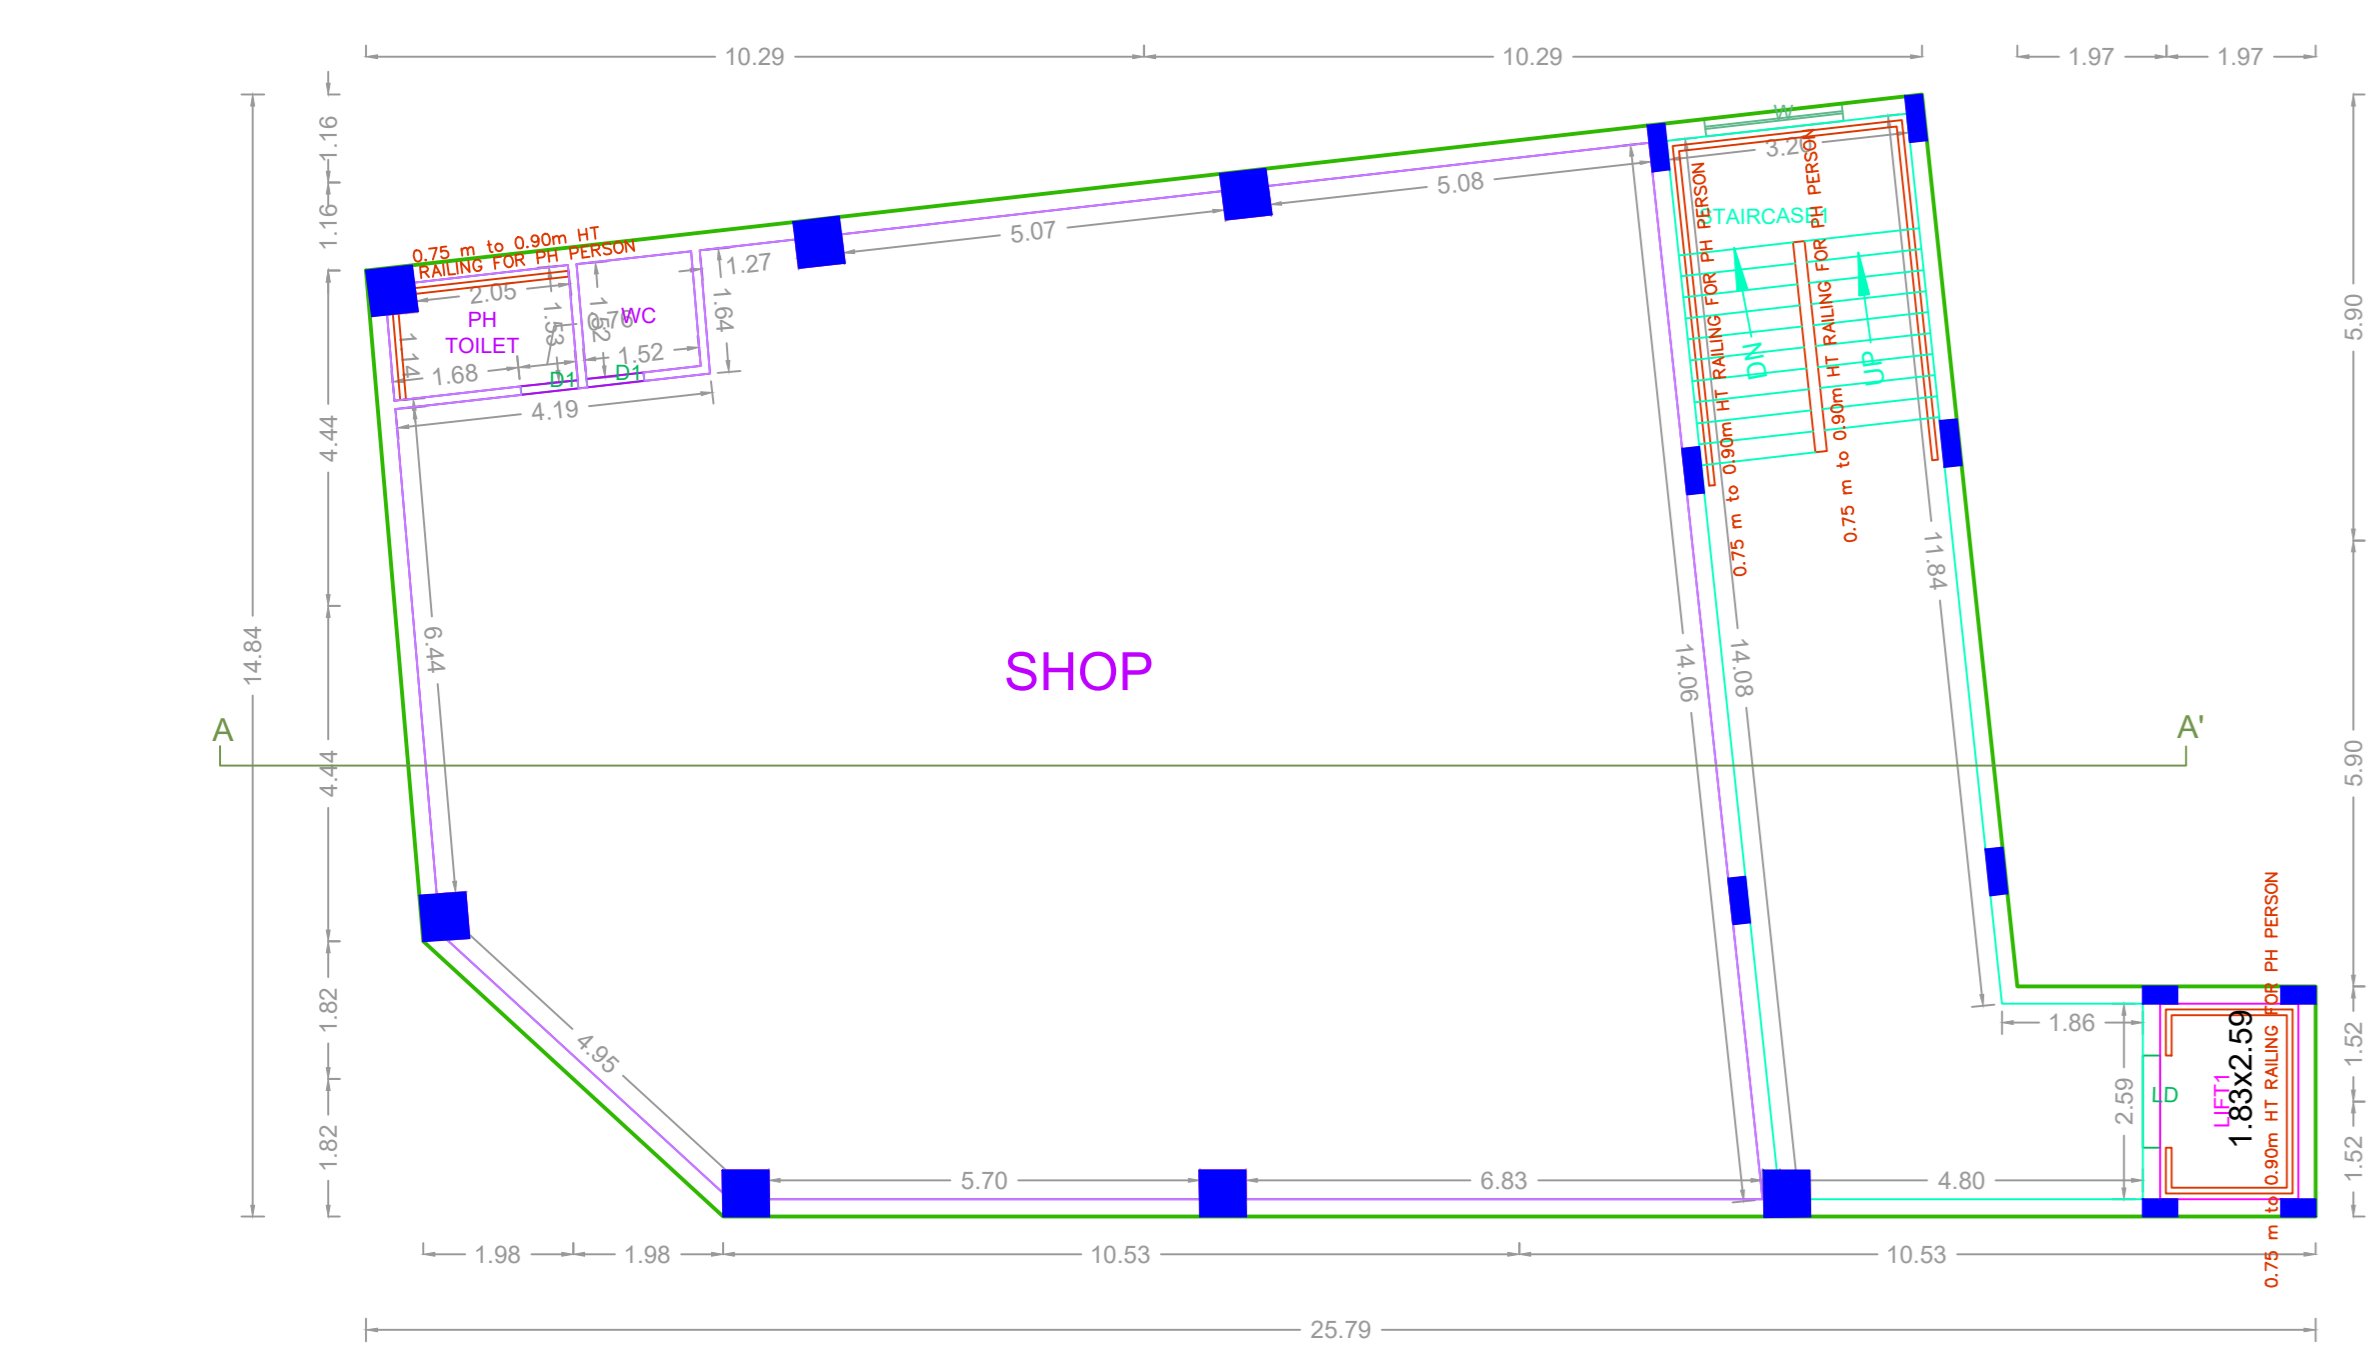 10.29
10.29
1.97
1.97
1.16
1.16
4.44
4.44
1.82
1.82
14.84
5.90
5.90
1.52
1.52
W
3.20
5.08
5.07
STAIRCASE1
0.75 m to 0.90m HT
RAILING FOR PH PERSON
2.05
1.27
PH
TOILET
WC
1.53
1.52
0.76
1.64
1.14
1.68
1.52
D1
D1
4.19
0.75 m to 0.90m HT RAILING FOR PH PERSON
0.75 m to 0.90m HT RAILING FOR PH PERSON
DN
UP
11.84
6.44
SHOP
14.06
14.08
A
A'
4.95
1.86
2.59
LD
LIFT1
1.83x2.59
0.75 m to 0.90m HT RAILING FOR PH PERSON
5.70
6.83
4.80
1.98
1.98
10.53
10.53
25.79